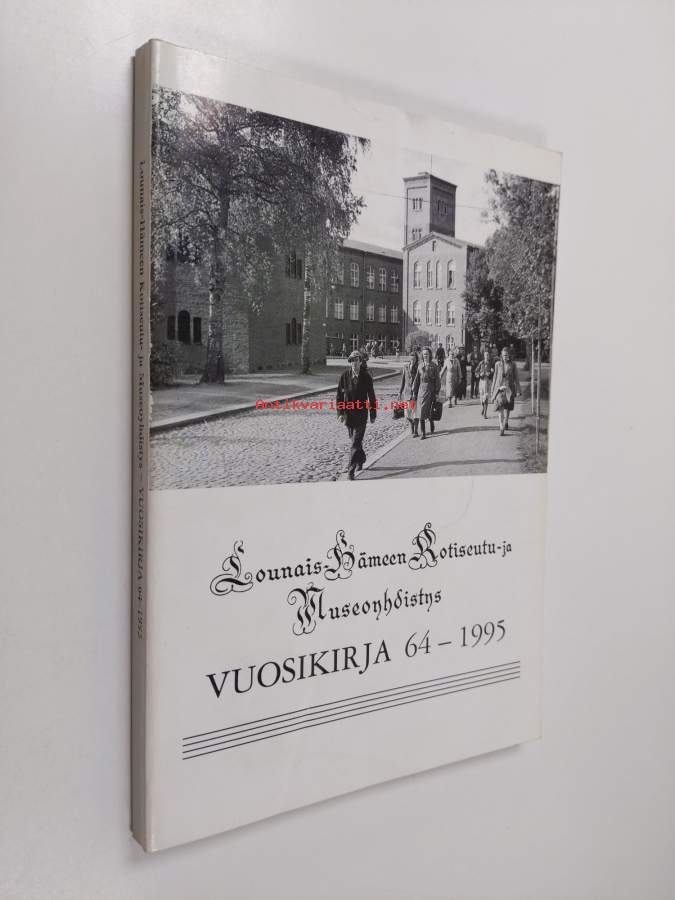 Lounais-Hämeen Kotiseutu- ja Museoyhdistys – VUOSIKIRJA 64 1995
Antikvariaatti.net
Lounais-Hämeen Kotiseutu-ja
Museoyhdistys
VUOSIKIRJA 64 – 1995